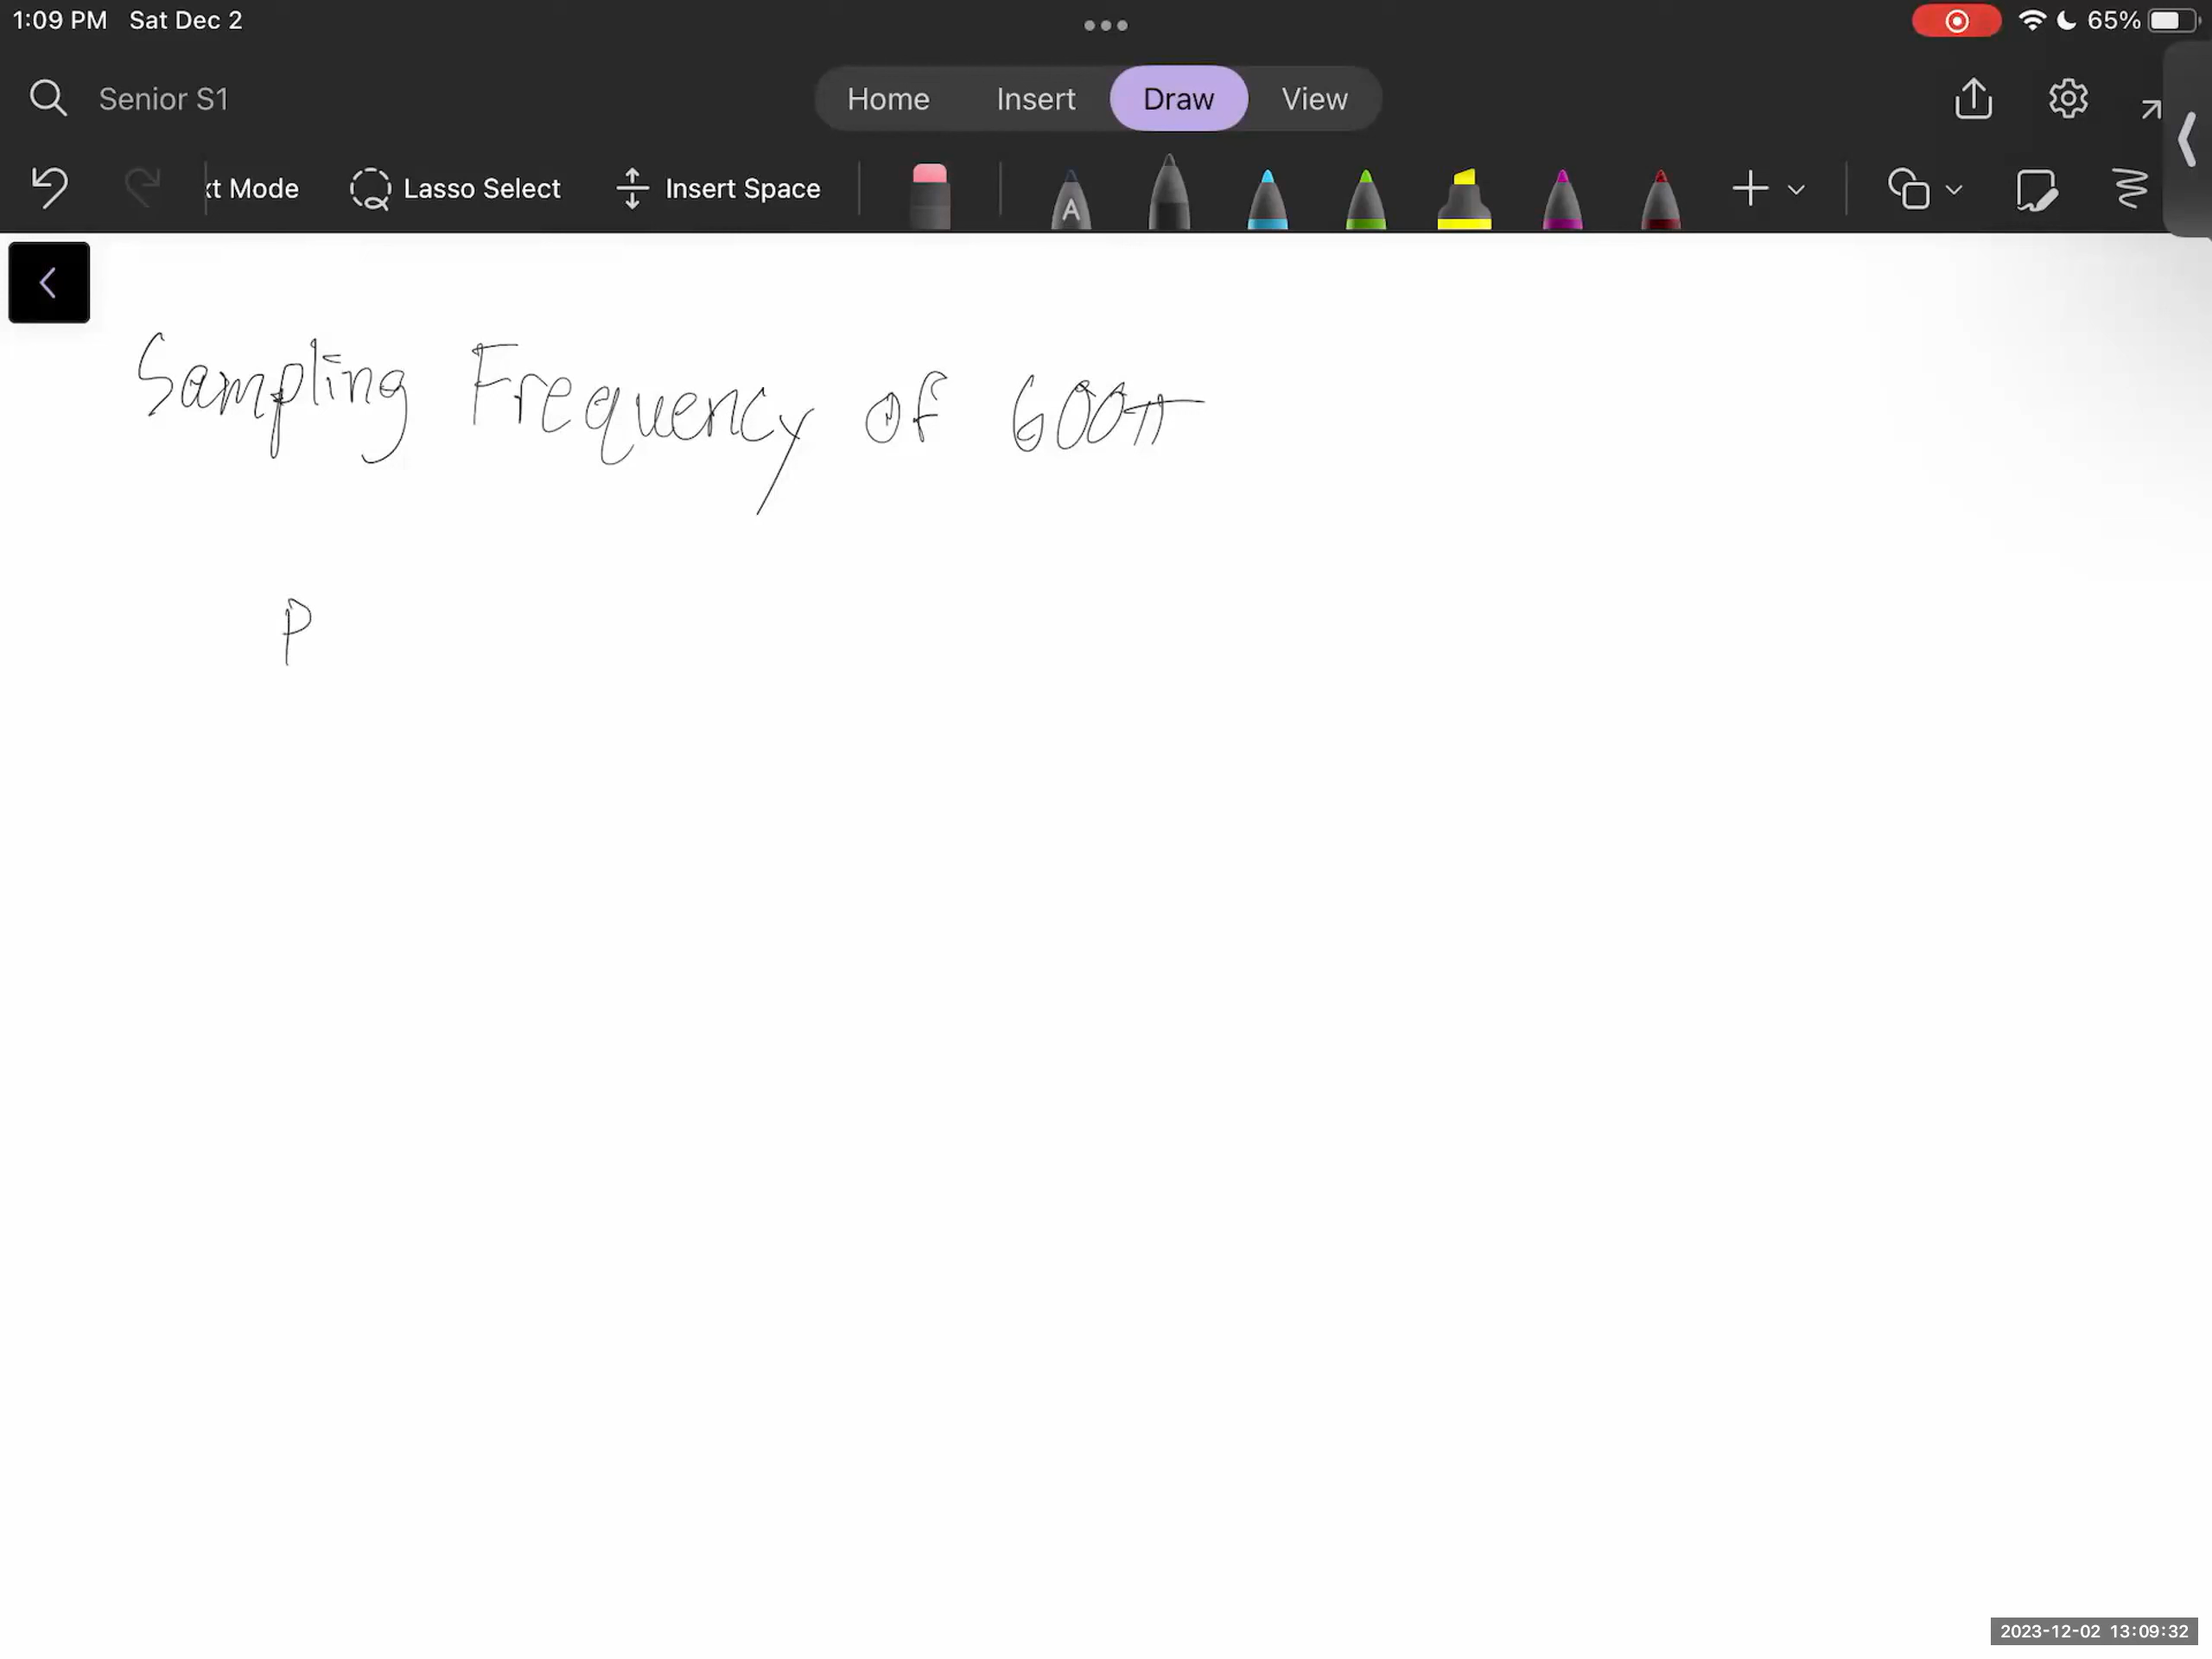 1:09 PM Sat Dec 2 65%
Senior S1 Home Insert Draw View
xt Mode Lasso Select Insert Space A
Sampling Frequency of 600π
P
2023-12-02 13:09:32